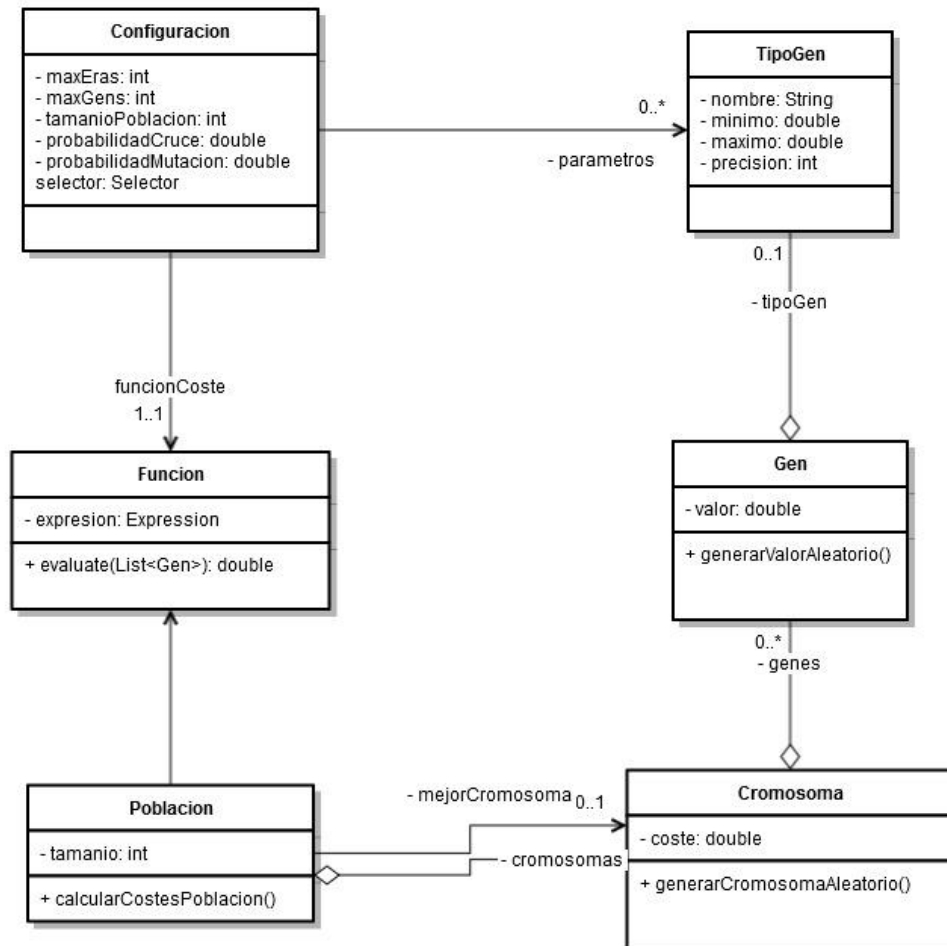 Configuracion
- maxEras: int
- maxGens: int
- tamanioPoblacion: int
- probabilidadCruce: double
- probabilidadMutacion: double
selector: Selector
0..*
- parametros
TipoGen
- nombre: String
- minimo: double
- maximo: double
- precision: int
0..1
- tipoGen
funcionCoste
1..1
Funcion
- expresion: Expression
+ evaluate(List<Gen>): double
Gen
- valor: double
+ generarValorAleatorio()
0..*
- genes
Poblacion
- tamanio: int
+ calcularCostesPoblacion()
- mejorCromosoma
0..1
- cromosomas
Cromosoma
- coste: double
+ generarCromosomaAleatorio()